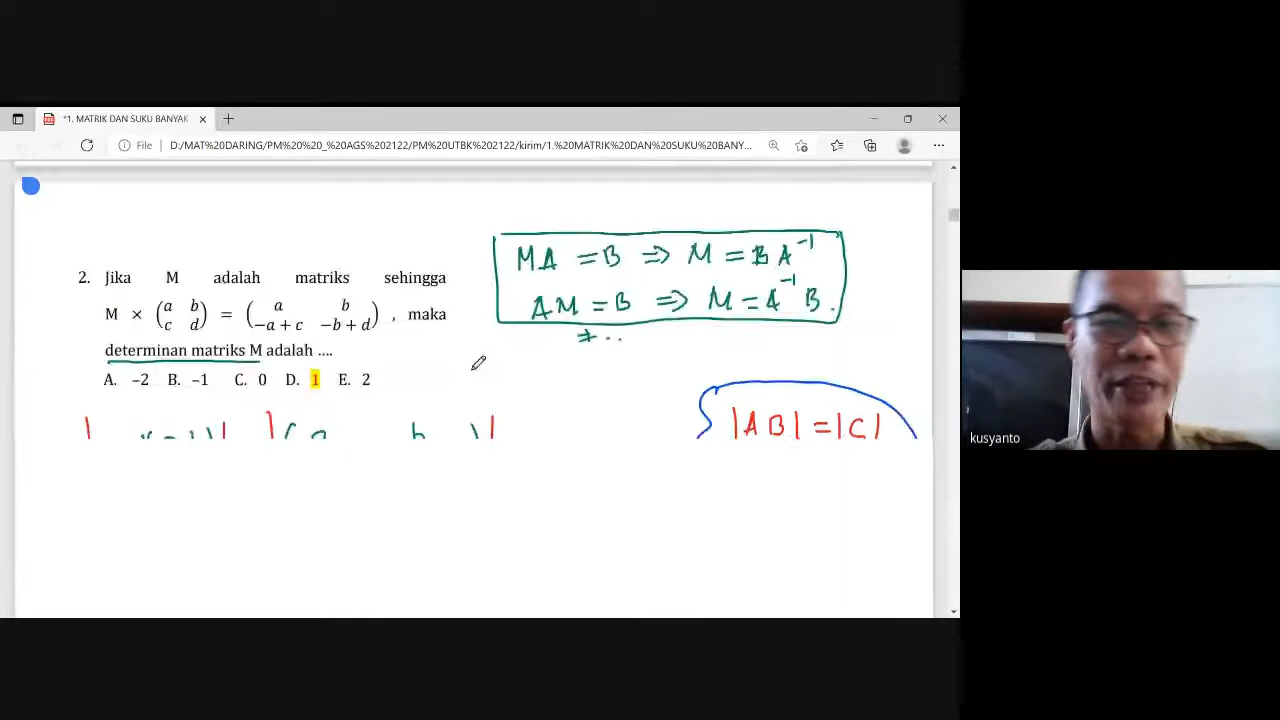 *1. MATRIK DAN SUKU BANYAK
File D:/MAT%20DARING/PM%20%20_%20AGS%202122/PM%20UTBK%202122/kirim/1.%20MATRIK%20DAN%20SUKU%20BANY...
MA = B ⇒ M = B A⁻¹
AM = B ⇒ M = A⁻¹ B.
≠ ..
2. Jika M adalah matriks sehingga
M × (a b; c d) = (a b; −a + c −b + d) , maka
determinan matriks M adalah ....
A. −2 B. −1 C. 0 D. 1 E. 2
|AB| = |C|
kusyanto